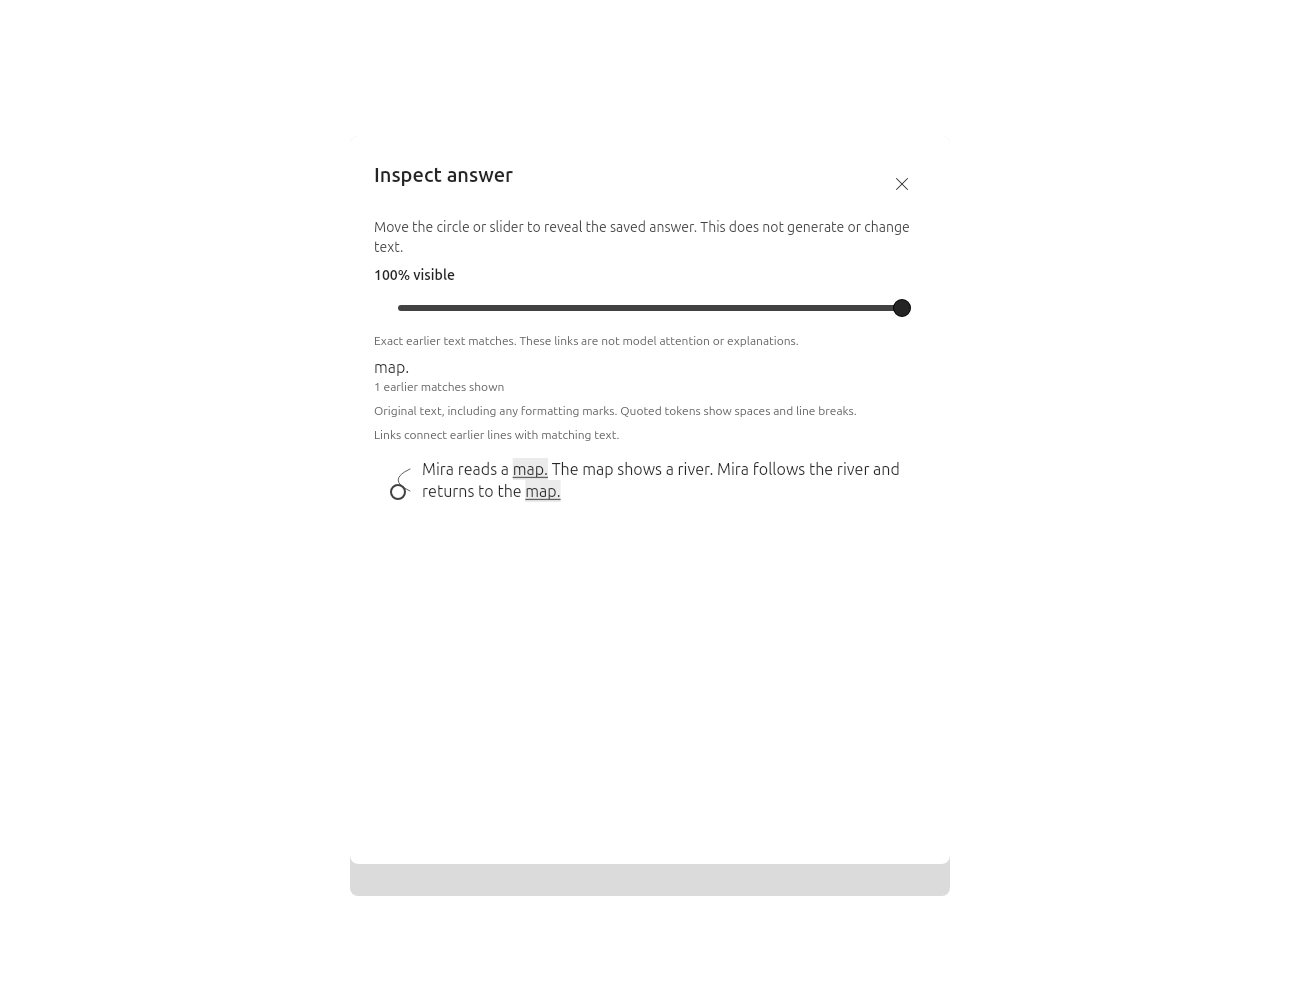 Inspect answer
Move the circle or slider to reveal the saved answer. This does not generate or change
text.
100% visible
Exact earlier text matches. These links are not model attention or explanations.
map.
1 earlier matches shown
Original text, including any formatting marks. Quoted tokens show spaces and line breaks.
Links connect earlier lines with matching text.
Mira reads a map. The map shows a river. Mira follows the river and
returns to the map.